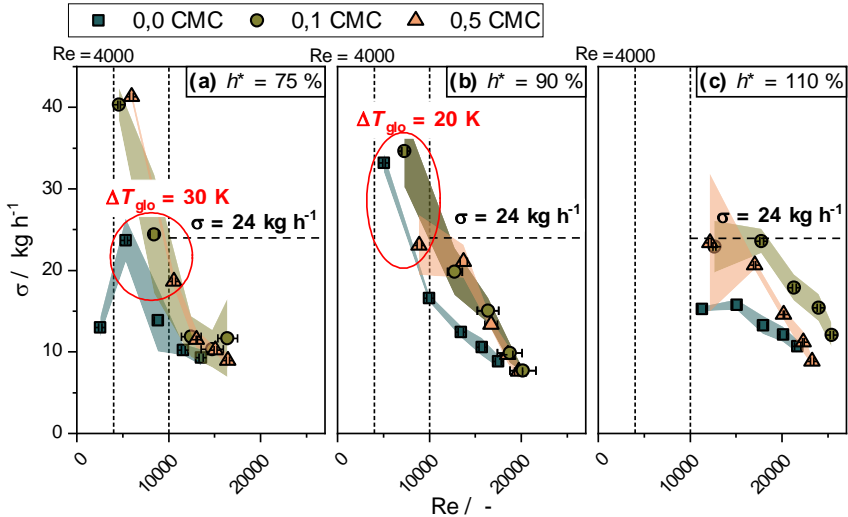 0,0 CMC 0,1 CMC 0,5 CMC
Re = 4000 Re = 4000 Re = 4000
(a) h* = 75 % (b) h* = 90 % (c) h* = 110 %
ΔT_glo = 30 K
ΔT_glo = 20 K
σ = 24 kg h⁻¹ σ = 24 kg h⁻¹ σ = 24 kg h⁻¹
σ / kg h⁻¹
40
30
20
10
0
0 10000 20000 0 10000 20000 0 10000 20000
Re / -